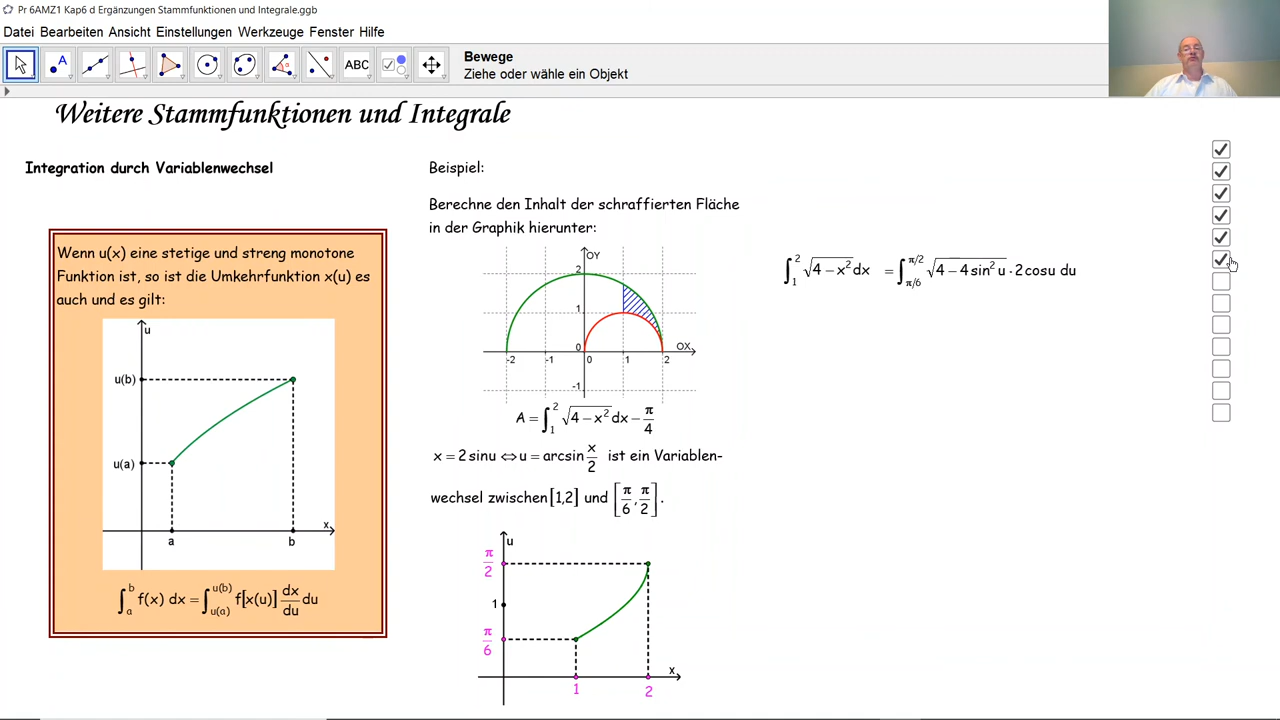 Pr 6AMZ1 Kap6 d Ergänzungen Stammfunktionen und Integrale.ggb
Datei Bearbeiten Ansicht Einstellungen Werkzeuge Fenster Hilfe
A
ABC
Bewege
Ziehe oder wähle ein Objekt
Weitere Stammfunktionen und Integrale
Integration durch Variablenwechsel
Wenn u(x) eine stetige und streng monotone
Funktion ist, so ist die Umkehrfunktion x(u) es
auch und es gilt:
u
u(b)
u(a)
x
a b
∫_a^b f(x) dx = ∫_{u(a)}^{u(b)} f[x(u)] dx/du du
Beispiel:
Berechne den Inhalt der schraffierten Fläche
in der Graphik hierunter:
OY
2
1
0
OX
-2 -1 0 1 2
-1
A = ∫_1^2 √(4 − x²) dx − π/4
x = 2 sin u ⇔ u = arcsin x/2 ist ein Variablen-
wechsel zwischen [1,2] und [π/6, π/2].
u
π/2
1
π/6
x
1 2
∫_1^2 √(4 − x²) dx = ∫_{π/6}^{π/2} √(4 − 4 sin² u) · 2 cos u du